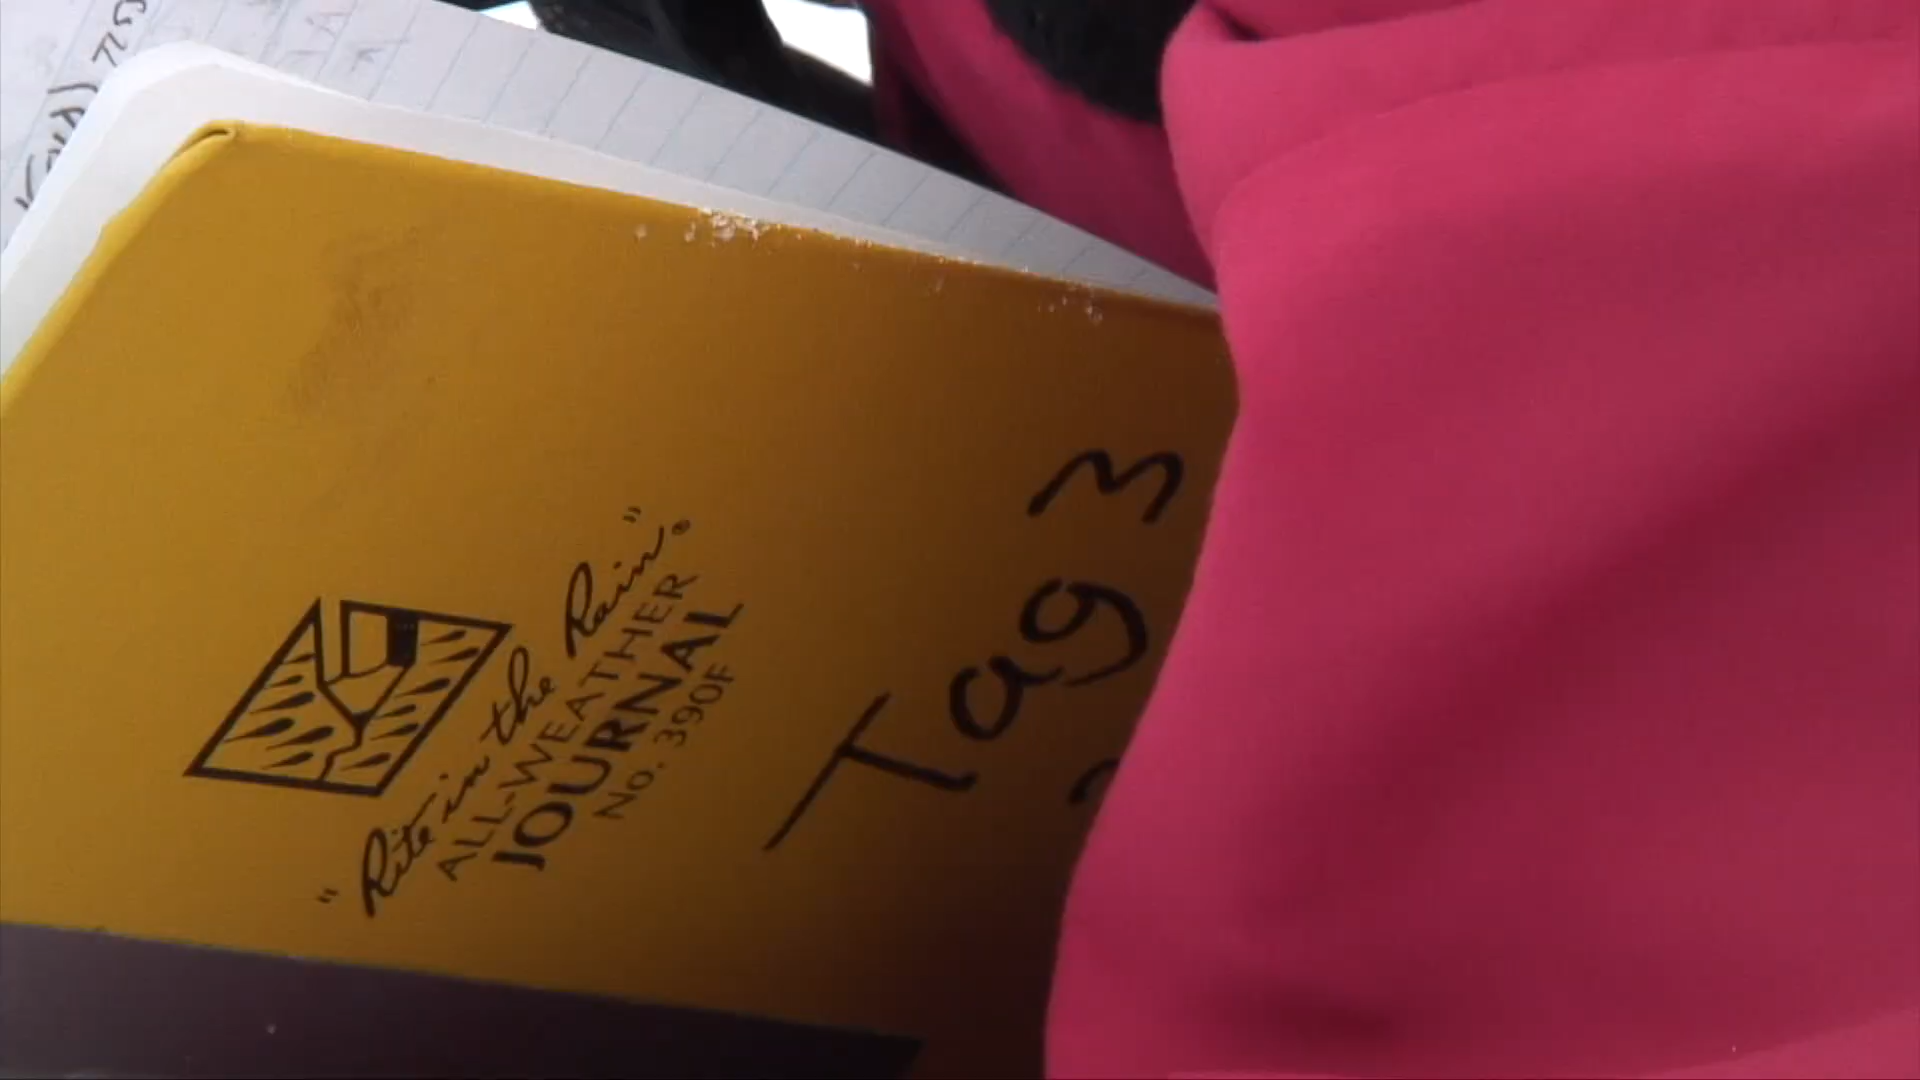 "Rite in the Rain"®
ALL-WEATHER
JOURNAL
No. 390F
Tag 3